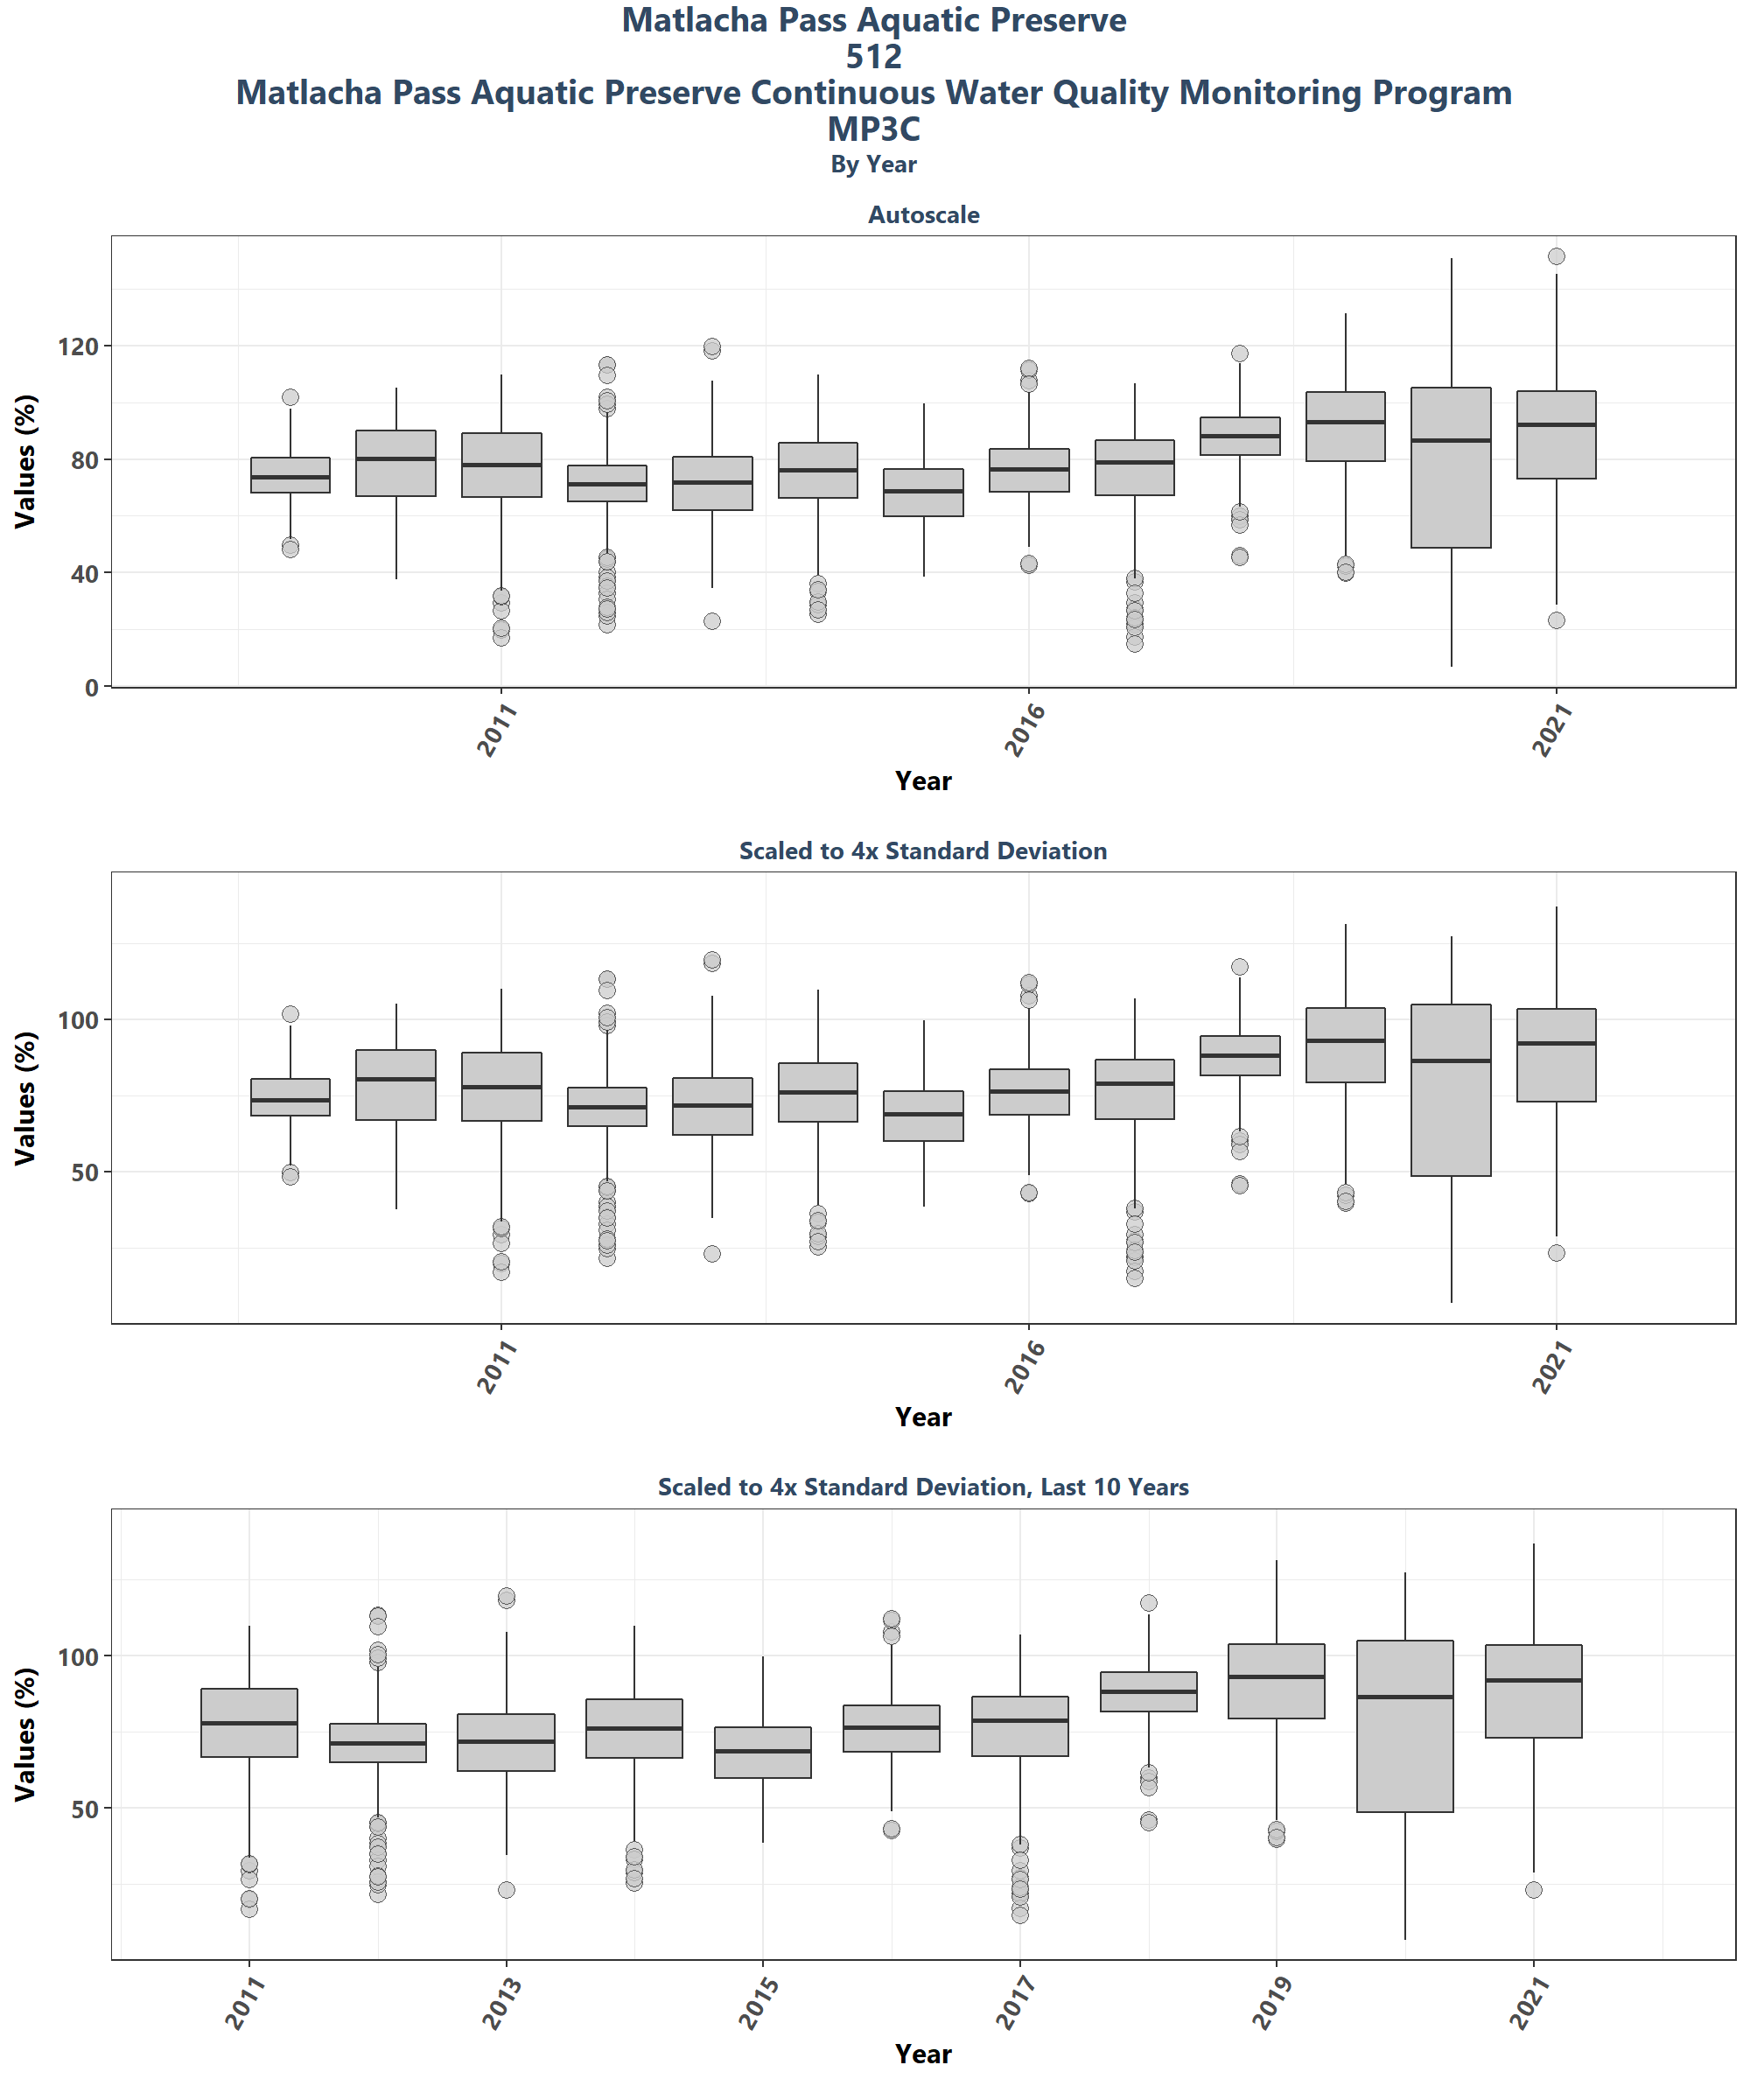 Matlacha Pass Aquatic Preserve
512
Matlacha Pass Aquatic Preserve Continuous Water Quality Monitoring Program
MP3C
By Year
Autoscale
Values (%)
120
80
40
0
2011
2016
2021
Year
Scaled to 4x Standard Deviation
Values (%)
100
50
2011
2016
2021
Year
Scaled to 4x Standard Deviation, Last 10 Years
Values (%)
100
50
2011
2013
2015
2017
2019
2021
Year